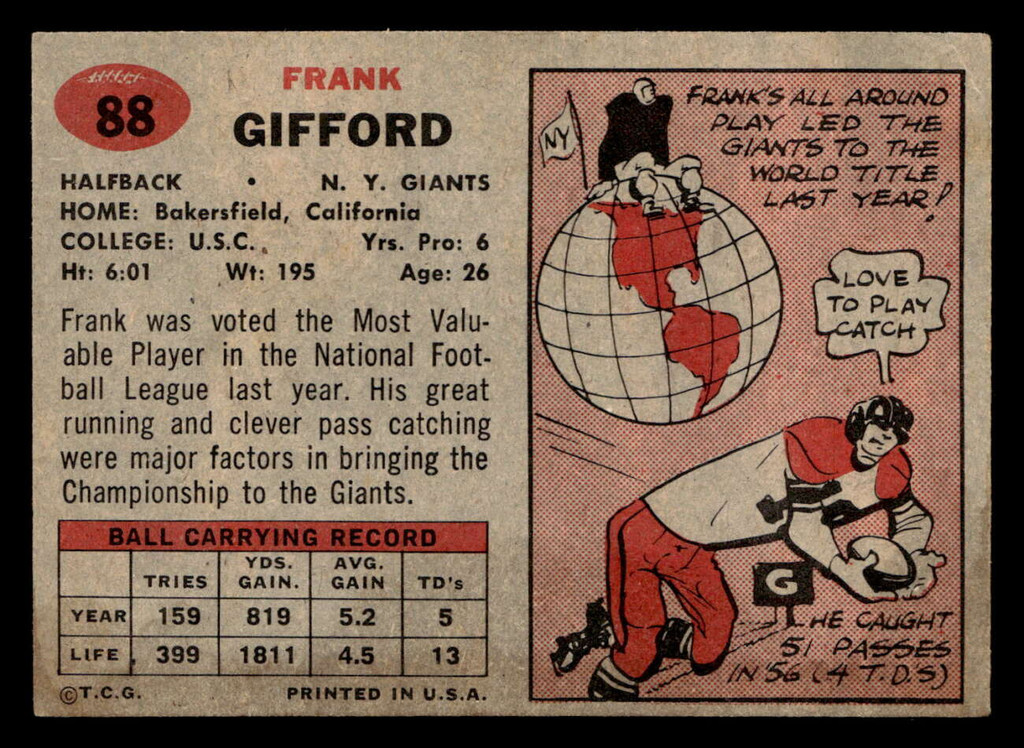 88
FRANK
GIFFORD
HALFBACK • N. Y. GIANTS
HOME: Bakersfield, California
COLLEGE: U.S.C. Yrs. Pro: 6
Ht: 6:01 Wt: 195 Age: 26
Frank was voted the Most Valu-
able Player in the National Foot-
ball League last year. His great
running and clever pass catching
were major factors in bringing the
Championship to the Giants.
BALL CARRYING RECORD
TRIES YDS. GAIN. AVG. GAIN TD's
YEAR 159 819 5.2 5
LIFE 399 1811 4.5 13
©T.C.G. PRINTED IN U.S.A.
NY
FRANK'S ALL AROUND
PLAY LED THE
GIANTS TO THE
WORLD TITLE
LAST YEAR!
LOVE
TO PLAY
CATCH
G
HE CAUGHT
51 PASSES
IN 56 (4 T.D.S)